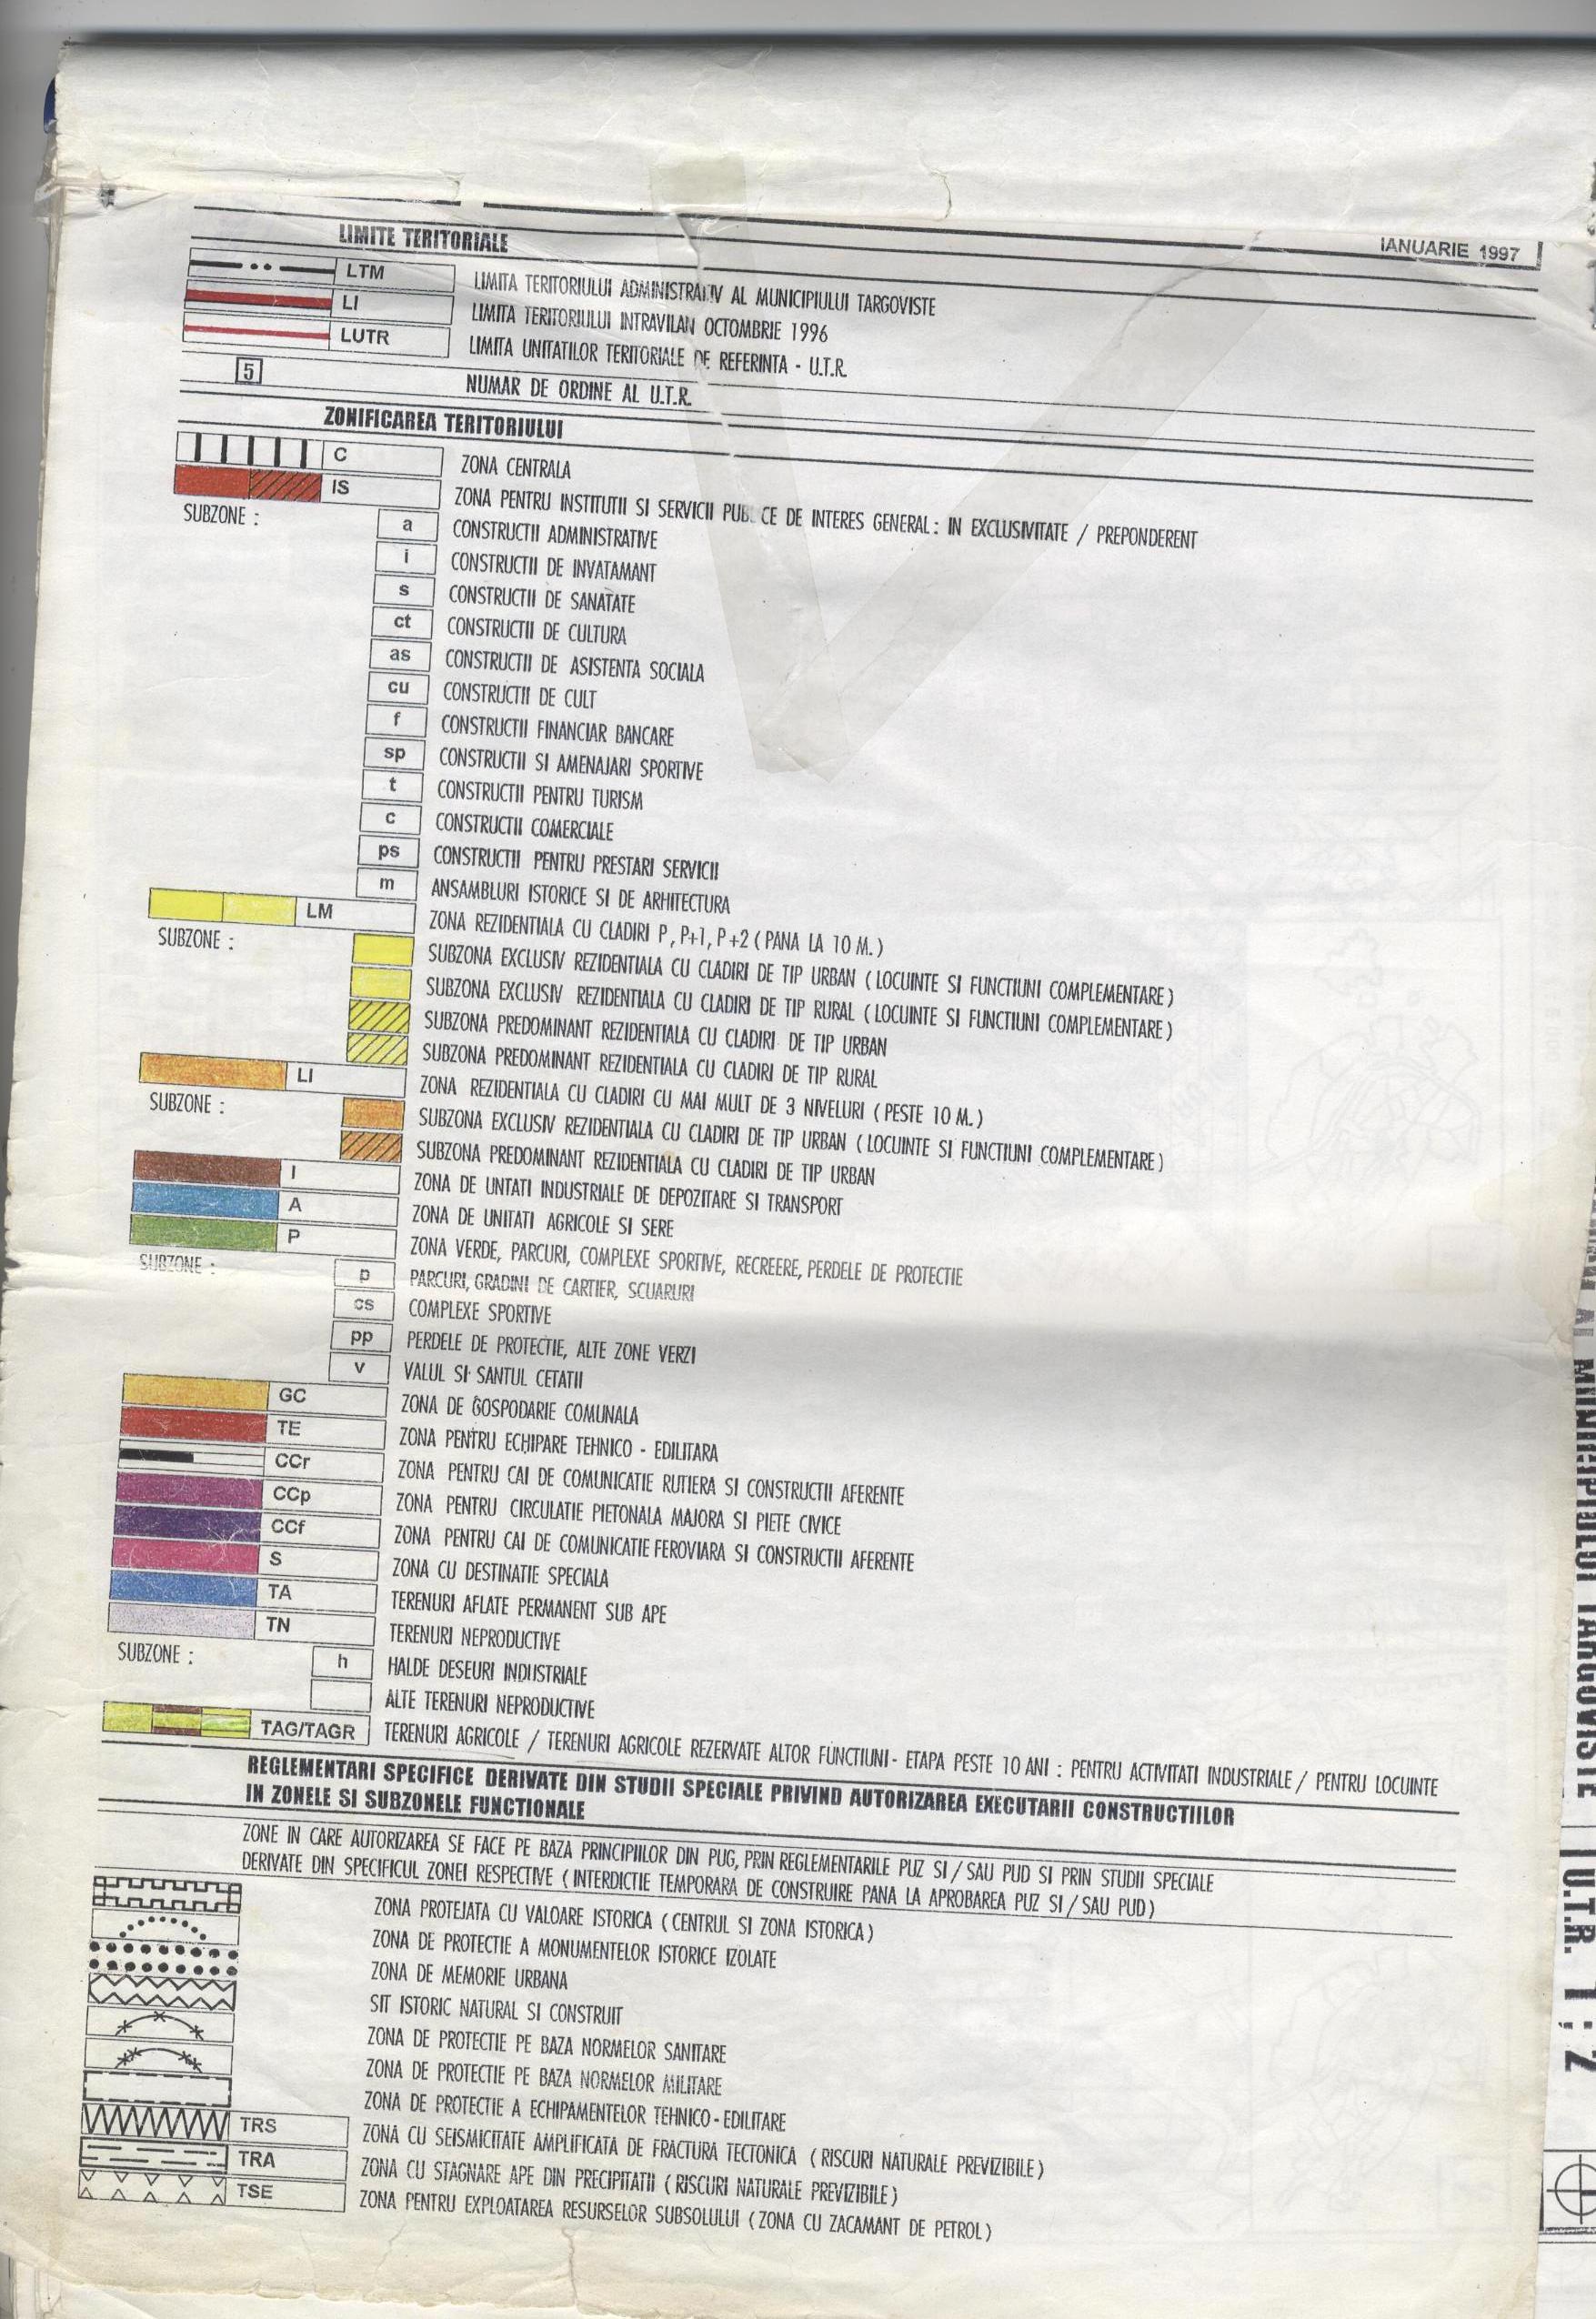 IANUARIE 1997
LIMITE TERITORIALE
LTM LIMITA TERITORIULUI ADMINISTRATIV AL MUNICIPIULUI TARGOVISTE
LI LIMITA TERITORIULUI INTRAVILAN OCTOMBRIE 1996
LUTR LIMITA UNITATILOR TERITORIALE DE REFERINTA - U.T.R.
5 NUMAR DE ORDINE AL U.T.R.
ZONIFICAREA TERITORIULUI
C ZONA CENTRALA
IS ZONA PENTRU INSTITUTII SI SERVICII PUBLICE DE INTERES GENERAL: IN EXCLUSIVITATE / PREPONDERENT
SUBZONE :
a CONSTRUCTII ADMINISTRATIVE
i CONSTRUCTII DE INVATAMANT
s CONSTRUCTII DE SANATATE
ct CONSTRUCTII DE CULTURA
as CONSTRUCTII DE ASISTENTA SOCIALA
cu CONSTRUCTII DE CULT
f CONSTRUCTII FINANCIAR BANCARE
sp CONSTRUCTII SI AMENAJARI SPORTIVE
t CONSTRUCTII PENTRU TURISM
c CONSTRUCTII COMERCIALE
ps CONSTRUCTII PENTRU PRESTARI SERVICII
m ANSAMBLURI ISTORICE SI DE ARHITECTURA
LM ZONA REZIDENTIALA CU CLADIRI P, P+1, P+2 (PANA LA 10 M.)
SUBZONE :
SUBZONA EXCLUSIV REZIDENTIALA CU CLADIRI DE TIP URBAN (LOCUINTE SI FUNCTIUNI COMPLEMENTARE)
SUBZONA EXCLUSIV REZIDENTIALA CU CLADIRI DE TIP RURAL (LOCUINTE SI FUNCTIUNI COMPLEMENTARE)
SUBZONA PREDOMINANT REZIDENTIALA CU CLADIRI DE TIP URBAN
SUBZONA PREDOMINANT REZIDENTIALA CU CLADIRI DE TIP RURAL
LI ZONA REZIDENTIALA CU CLADIRI CU MAI MULT DE 3 NIVELURI (PESTE 10 M.)
SUBZONE :
SUBZONA EXCLUSIV REZIDENTIALA CU CLADIRI DE TIP URBAN (LOCUINTE SI FUNCTIUNI COMPLEMENTARE)
SUBZONA PREDOMINANT REZIDENTIALA CU CLADIRI DE TIP URBAN
I ZONA DE UNTATI INDUSTRIALE DE DEPOZITARE SI TRANSPORT
A ZONA DE UNITATI AGRICOLE SI SERE
P ZONA VERDE, PARCURI, COMPLEXE SPORTIVE, RECREERE, PERDELE DE PROTECTIE
SUBZONE :
p PARCURI, GRADINI DE CARTIER, SCUARURI
cs COMPLEXE SPORTIVE
pp PERDELE DE PROTECTIE, ALTE ZONE VERZI
v VALUL SI SANTUL CETATII
GC ZONA DE GOSPODARIE COMUNALA
TE ZONA PENTRU ECHIPARE TEHNICO - EDILITARA
CCr ZONA PENTRU CAI DE COMUNICATIE RUTIERA SI CONSTRUCTII AFERENTE
CCp ZONA PENTRU CIRCULATIE PIETONALA MAJORA SI PIETE CIVICE
CCf ZONA PENTRU CAI DE COMUNICATIE FEROVIARA SI CONSTRUCTII AFERENTE
S ZONA CU DESTINATIE SPECIALA
TA TERENURI AFLATE PERMANENT SUB APE
TN TERENURI NEPRODUCTIVE
SUBZONE :
h HALDE DESEURI INDUSTRIALE
ALTE TERENURI NEPRODUCTIVE
TAG/TAGR TERENURI AGRICOLE / TERENURI AGRICOLE REZERVATE ALTOR FUNCTIUNI - ETAPA PESTE 10 ANI : PENTRU ACTIVITATI INDUSTRIALE / PENTRU LOCUINTE
REGLEMENTARI SPECIFICE DERIVATE DIN STUDII SPECIALE PRIVIND AUTORIZAREA EXECUTARII CONSTRUCTIILOR
IN ZONELE SI SUBZONELE FUNCTIONALE
ZONE IN CARE AUTORIZAREA SE FACE PE BAZA PRINCIPIILOR DIN PUG, PRIN REGLEMENTARILE PUZ SI / SAU PUD SI PRIN STUDII SPECIALE
DERIVATE DIN SPECIFICUL ZONEI RESPECTIVE (INTERDICTIE TEMPORARA DE CONSTRUIRE PANA LA APROBAREA PUZ SI / SAU PUD)
ZONA PROTEJATA CU VALOARE ISTORICA (CENTRUL SI ZONA ISTORICA)
ZONA DE PROTECTIE A MONUMENTELOR ISTORICE IZOLATE
ZONA DE MEMORIE URBANA
SIT ISTORIC NATURAL SI CONSTRUIT
ZONA DE PROTECTIE PE BAZA NORMELOR SANITARE
ZONA DE PROTECTIE PE BAZA NORMELOR MILITARE
ZONA DE PROTECTIE A ECHIPAMENTELOR TEHNICO - EDILITARE
TRS ZONA CU SEISMICITATE AMPLIFICATA DE FRACTURA TECTONICA (RISCURI NATURALE PREVIZIBILE)
TRA ZONA CU STAGNARE APE DIN PRECIPITATII (RISCURI NATURALE PREVIZIBILE)
TSE ZONA PENTRU EXPLOATAREA RESURSELOR SUBSOLULUI (ZONA CU ZACAMANT DE PETROL)
AL MUNICIPIULUI TARGOVISTE
U.T.R. 1 ; 2